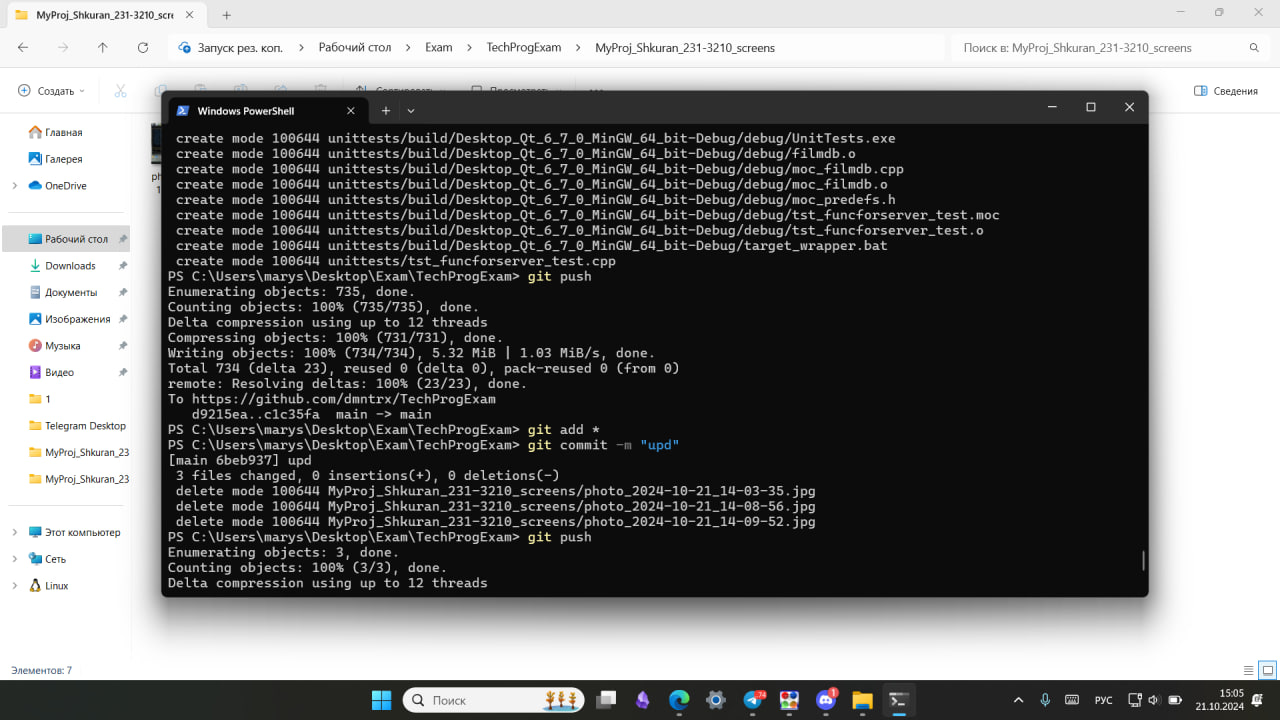 MyProj_Shkuran_231-3210_scre
Запуск рез. коп. > Рабочий стол > Exam > TechProgExam > MyProj_Shkuran_231-3210_screens
Поиск в: MyProj_Shkuran_231-3210_screens
Создать
Сортировать
Просмотреть
Сведения
Главная
Галерея
OneDrive
Рабочий стол
Downloads
Документы
Изображения
Музыка
Видео
1
Telegram Desktop
MyProj_Shkuran_23
MyProj_Shkuran_23
Этот компьютер
Сеть
Linux
ph
1
Windows PowerShell
create mode 100644 unittests/build/Desktop_Qt_6_7_0_MinGW_64_bit-Debug/debug/UnitTests.exe
create mode 100644 unittests/build/Desktop_Qt_6_7_0_MinGW_64_bit-Debug/debug/filmdb.o
create mode 100644 unittests/build/Desktop_Qt_6_7_0_MinGW_64_bit-Debug/debug/moc_filmdb.cpp
create mode 100644 unittests/build/Desktop_Qt_6_7_0_MinGW_64_bit-Debug/debug/moc_filmdb.o
create mode 100644 unittests/build/Desktop_Qt_6_7_0_MinGW_64_bit-Debug/debug/moc_predefs.h
create mode 100644 unittests/build/Desktop_Qt_6_7_0_MinGW_64_bit-Debug/debug/tst_funcforserver_test.moc
create mode 100644 unittests/build/Desktop_Qt_6_7_0_MinGW_64_bit-Debug/debug/tst_funcforserver_test.o
create mode 100644 unittests/build/Desktop_Qt_6_7_0_MinGW_64_bit-Debug/target_wrapper.bat
create mode 100644 unittests/tst_funcforserver_test.cpp
PS C:\Users\marys\Desktop\Exam\TechProgExam> git push
Enumerating objects: 735, done.
Counting objects: 100% (735/735), done.
Delta compression using up to 12 threads
Compressing objects: 100% (731/731), done.
Writing objects: 100% (734/734), 5.32 MiB | 1.03 MiB/s, done.
Total 734 (delta 23), reused 0 (delta 0), pack-reused 0 (from 0)
remote: Resolving deltas: 100% (23/23), done.
To https://github.com/dmntrx/TechProgExam
d9215ea..c1c35fa main -> main
PS C:\Users\marys\Desktop\Exam\TechProgExam> git add *
PS C:\Users\marys\Desktop\Exam\TechProgExam> git commit -m "upd"
[main 6beb937] upd
3 files changed, 0 insertions(+), 0 deletions(-)
delete mode 100644 MyProj_Shkuran_231-3210_screens/photo_2024-10-21_14-03-35.jpg
delete mode 100644 MyProj_Shkuran_231-3210_screens/photo_2024-10-21_14-08-56.jpg
delete mode 100644 MyProj_Shkuran_231-3210_screens/photo_2024-10-21_14-09-52.jpg
PS C:\Users\marys\Desktop\Exam\TechProgExam> git push
Enumerating objects: 3, done.
Counting objects: 100% (3/3), done.
Delta compression using up to 12 threads
Элементов: 7
Поиск
74
1
РУС
15:05
21.10.2024